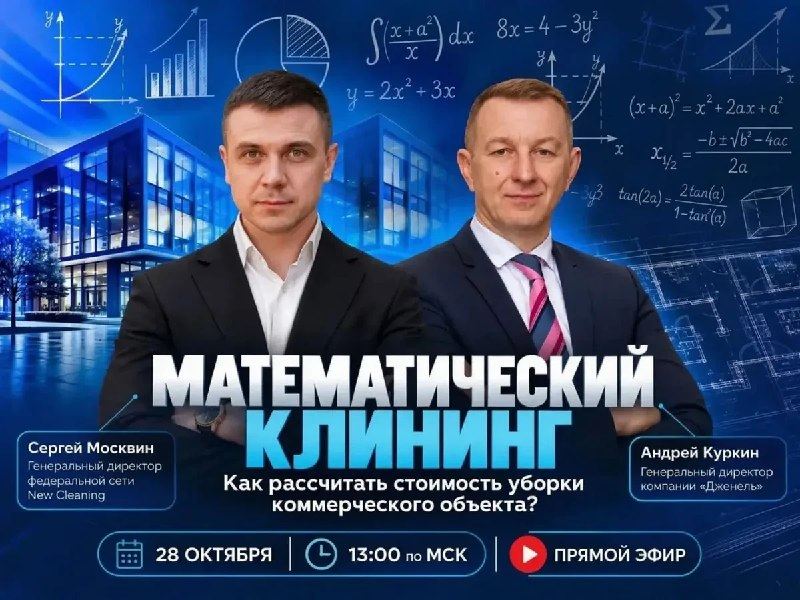 y
x
∫(x+a²/x) dx
8x = 4 – 3y²
Σ
y = 2x² + 3x
y
x
(x+a)² = x² + 2ax + a²
x₁/₂ = -b±√b²-4ac / 2a
tan(2a) = 2tan(a) / 1-tan²(a)
МАТЕМАТИЧЕСКИЙ
КЛИНИНГ
Как рассчитать стоимость уборки
коммерческого объекта?
Сергей Москвин
Генеральный директор
федеральной сети
New Cleaning
Андрей Куркин
Генеральный директор
компании «Дженель»
28 ОКТЯБРЯ
13:00 по МСК
ПРЯМОЙ ЭФИР